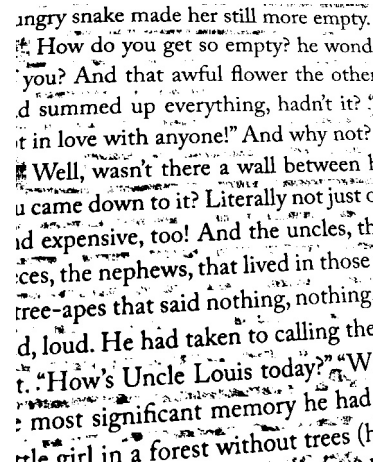 ungry snake made her still more empty.
How do you get so empty? he wond
you? And that awful flower the other
d summed up everything, hadn't it? "
t in love with anyone!" And why not?
Well, wasn't there a wall between h
u came down to it? Literally not just
nd expensive, too! And the uncles, th
ces, the nephews, that lived in those
tree-apes that said nothing, nothing
d, loud. He had taken to calling the
t. "How's Uncle Louis today?" "W
most significant memory he had
ttle girl in a forest without trees (h